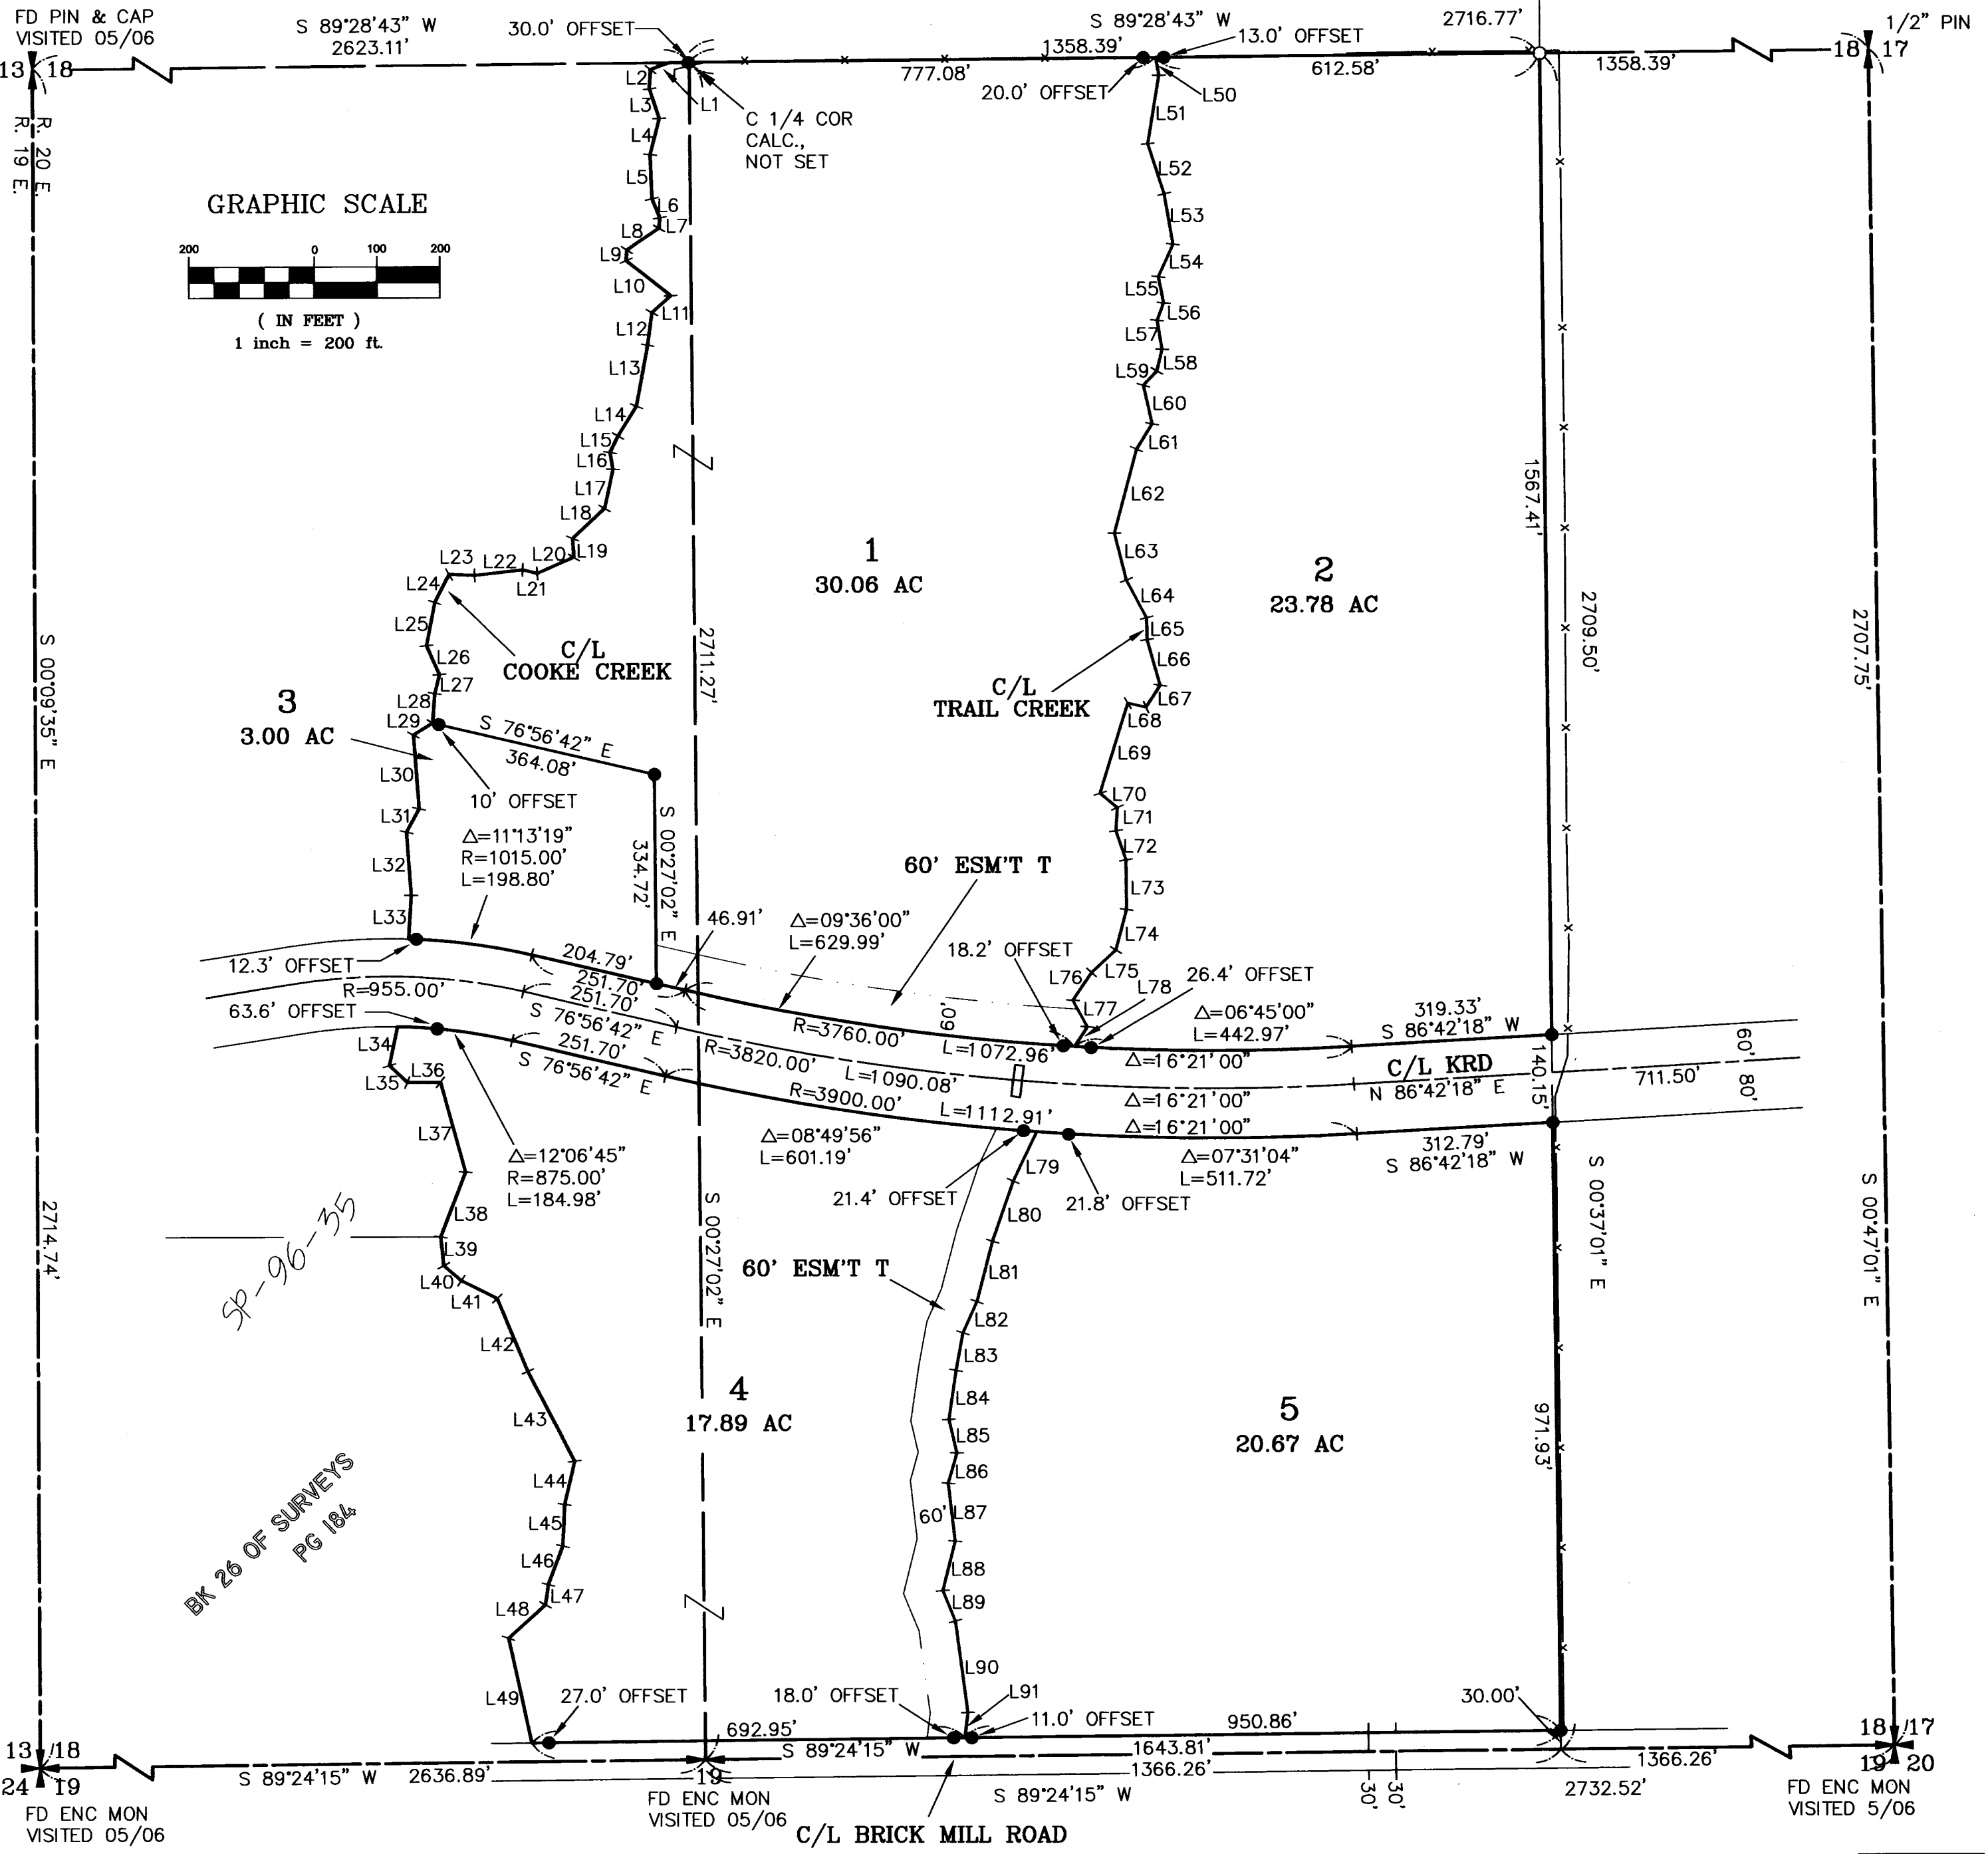 FD PIN & CAP
VISITED 05/06
S 89°28'43" W
2623.11'
30.0' OFFSET
S 89°28'43" W
1358.39'
13.0' OFFSET
2716.77'
1/2" PIN
13 18
18 17
777.08'
612.58'
1358.39'
20.0' OFFSET
L50
L1
L2
L3
L4
L5
L6
L7
L8
L9
L10
L11
L12
L13
L14
L15
L16
L17
L18
L19
L20
L21
L22
L23
L24
L25
L26
L27
L28
L29
L30
L31
L32
L33
C 1/4 COR
CALC.,
NOT SET
R. 20 E.
R. 19 E.
GRAPHIC SCALE
200 0 100 200
( IN FEET )
1 inch = 200 ft.
L51
L52
L53
L54
L55
L56
L57
L58
L59
L60
L61
L62
L63
L64
L65
L66
L67
L68
L69
L70
L71
L72
L73
L74
L75
L76
L77
L78
1567.41'
2709.50'
2707.75'
2711.27'
S 00°09'35" E
1
30.06 AC
2
23.78 AC
C/L
COOKE CREEK
C/L
TRAIL CREEK
3
3.00 AC
S 76°56'42" E
364.08'
10' OFFSET
S 00°27'02" E
334.72'
△=11°13'19"
R=1015.00'
L=198.80'
60' ESM'T T
46.91'
△=09°36'00"
L=629.99'
18.2' OFFSET
26.4' OFFSET
12.3' OFFSET
204.79'
251.70'
251.70'
R=955.00'
63.6' OFFSET
S 76°56'42" E
251.70'
S 76°56'42" E
R=3760.00'
60'
L=1072.96'
△=16°21'00"
△=06°45'00"
L=442.97'
319.33'
S 86°42'18" W
R=3820.00'
L=1090.08'
△=16°21'00"
C/L KRD
N 86°42'18" E
140.15'
711.50'
60'
80'
R=3900.00'
L=1112.91'
△=16°21'00"
△=08°49'56"
L=601.19'
△=07°31'04"
L=511.72'
312.79'
S 86°42'18" W
△=12°06'45"
R=875.00'
L=184.98'
21.4' OFFSET
21.8' OFFSET
L34
L35
L36
L37
L38
L39
L40
L41
L42
L43
L44
L45
L46
L47
L48
L49
SP-96-35
2714.74'
S 00°27'02" E
60' ESM'T T
L79
L80
L81
L82
L83
L84
L85
L86
L87
L88
L89
L90
L91
60'
S 00°37'01" E
S 00°47'01" E
971.93'
4
17.89 AC
5
20.67 AC
BK 26 OF SURVEYS
PG 184
27.0' OFFSET
18.0' OFFSET
11.0' OFFSET
30.00'
692.95'
950.86'
S 89°24'15" W
1643.81'
1366.26'
13 18
24 19
S 89°24'15" W
2636.89'
19
S 89°24'15" W
30'
30'
1366.26'
2732.52'
18 17
19 20
FD ENC MON
VISITED 05/06
FD ENC MON
VISITED 05/06
C/L BRICK MILL ROAD
FD ENC MON
VISITED 5/06